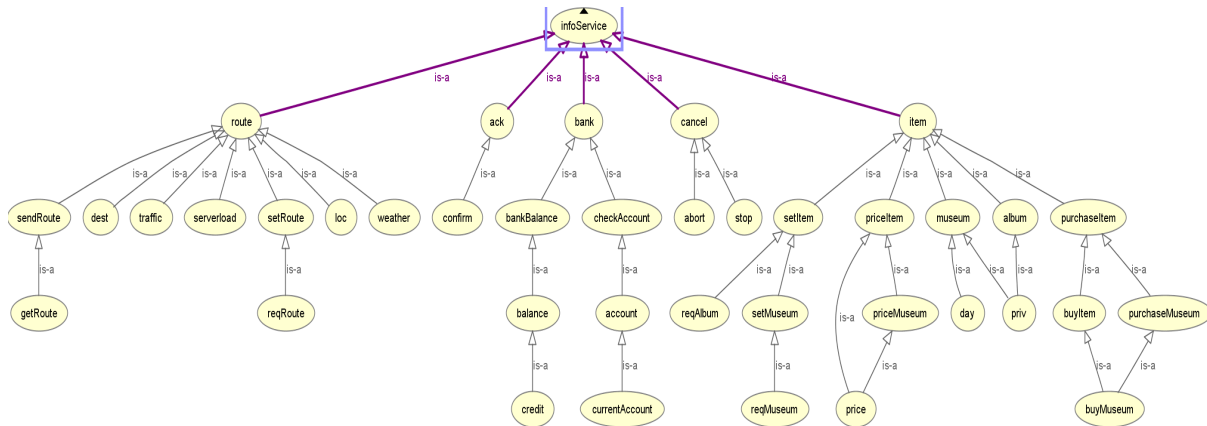 infoService
is-a is-a is-a is-a is-a
route ack bank cancel item
is-a is-a is-a is-a is-a is-a is-a is-a is-a is-a is-a is-a is-a is-a is-a is-a is-a
sendRoute dest traffic serverload setRoute loc weather confirm bankBalance checkAccount abort stop setItem priceItem museum album purchaseItem
is-a is-a is-a is-a is-a is-a is-a is-a is-a is-a is-a is-a
getRoute reqRoute balance account reqAlbum setMuseum priceMuseum day priv buyItem purchaseMuseum
is-a is-a is-a is-a is-a is-a is-a
credit currentAccount reqMuseum price buyMuseum